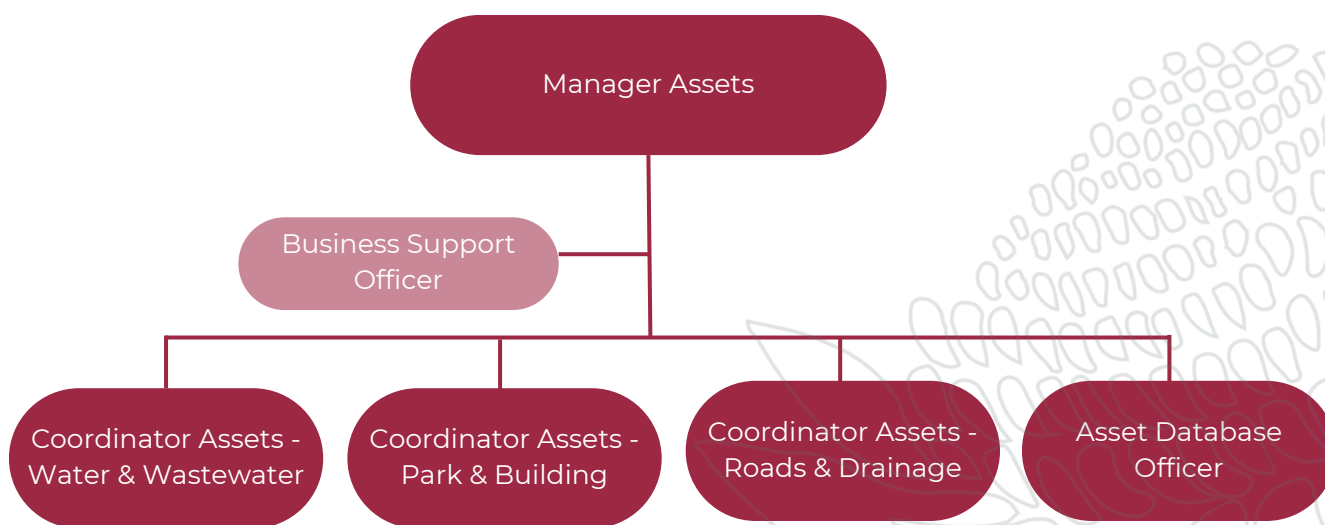 Manager Assets
Business Support
Officer
Coordinator Assets -
Water & Wastewater
Coordinator Assets -
Park & Building
Coordinator Assets -
Roads & Drainage
Asset Database
Officer